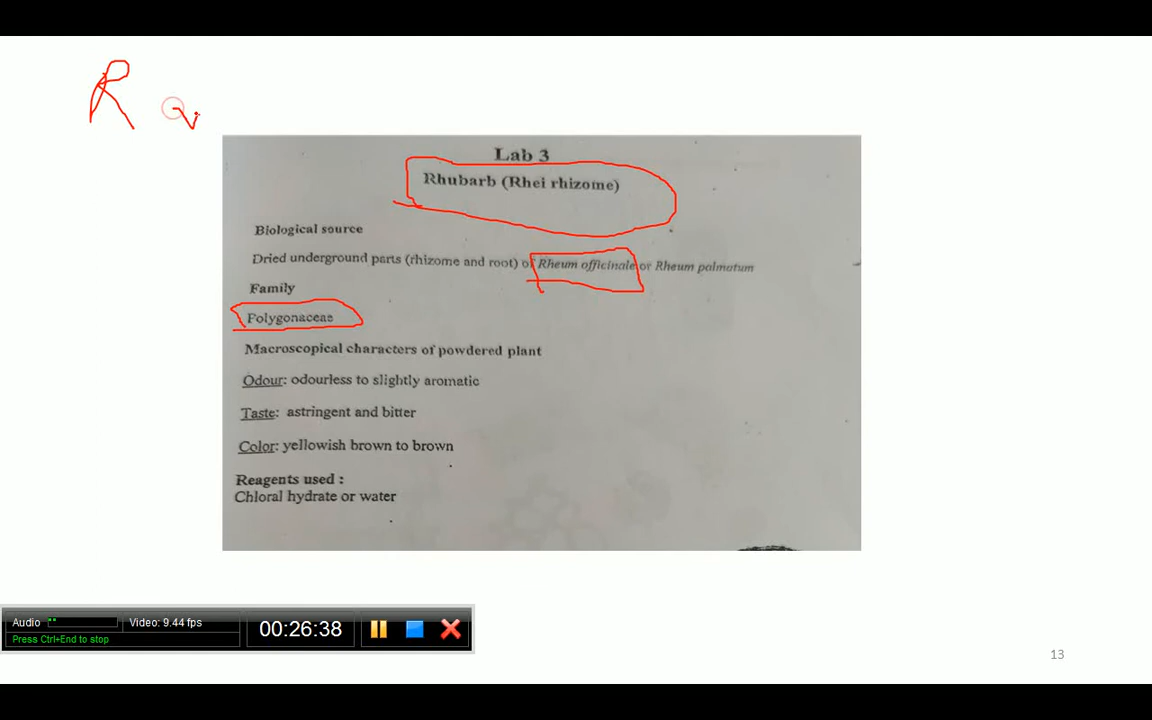 R
Lab 3
Rhubarb (Rhei rhizome)
Biological source
Dried underground parts (rhizome and root) of Rheum officinale or Rheum palmatum
Family
Polygonaceae
Macroscopical characters of powdered plant
Odour: odourless to slightly aromatic
Taste: astringent and bitter
Color: yellowish brown to brown
Reagents used :
Chloral hydrate or water
Audio
Video: 9.44 fps
Press Ctrl+End to stop
00:26:38
13